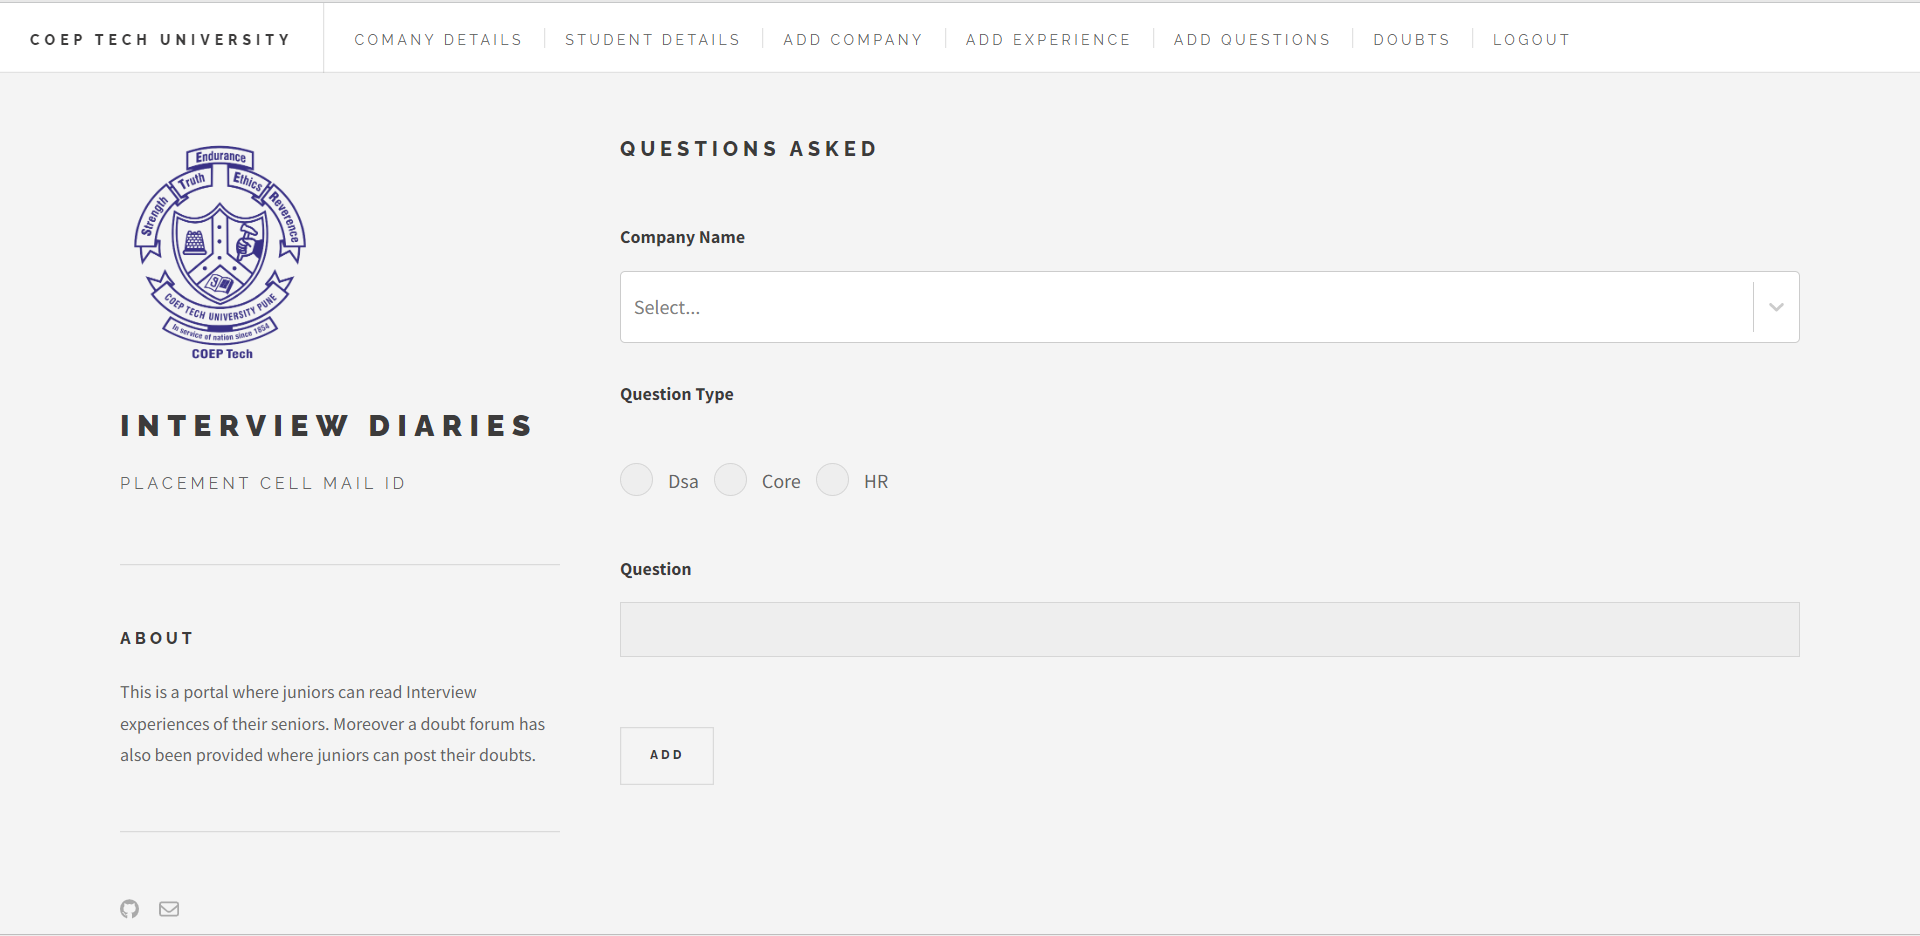 COEP TECH UNIVERSITY
COMANY DETAILS
STUDENT DETAILS
ADD COMPANY
ADD EXPERIENCE
ADD QUESTIONS
DOUBTS
LOGOUT
Endurance
Truth
Ethics
Strength
Reverence
COEP TECH UNIVERSITY PUNE
In service of nation since 1854
COEP Tech
INTERVIEW DIARIES
PLACEMENT CELL MAIL ID
ABOUT
This is a portal where juniors can read Interview
experiences of their seniors. Moreover a doubt forum has
also been provided where juniors can post their doubts.
QUESTIONS ASKED
Company Name
Select...
Question Type
Dsa
Core
HR
Question
ADD